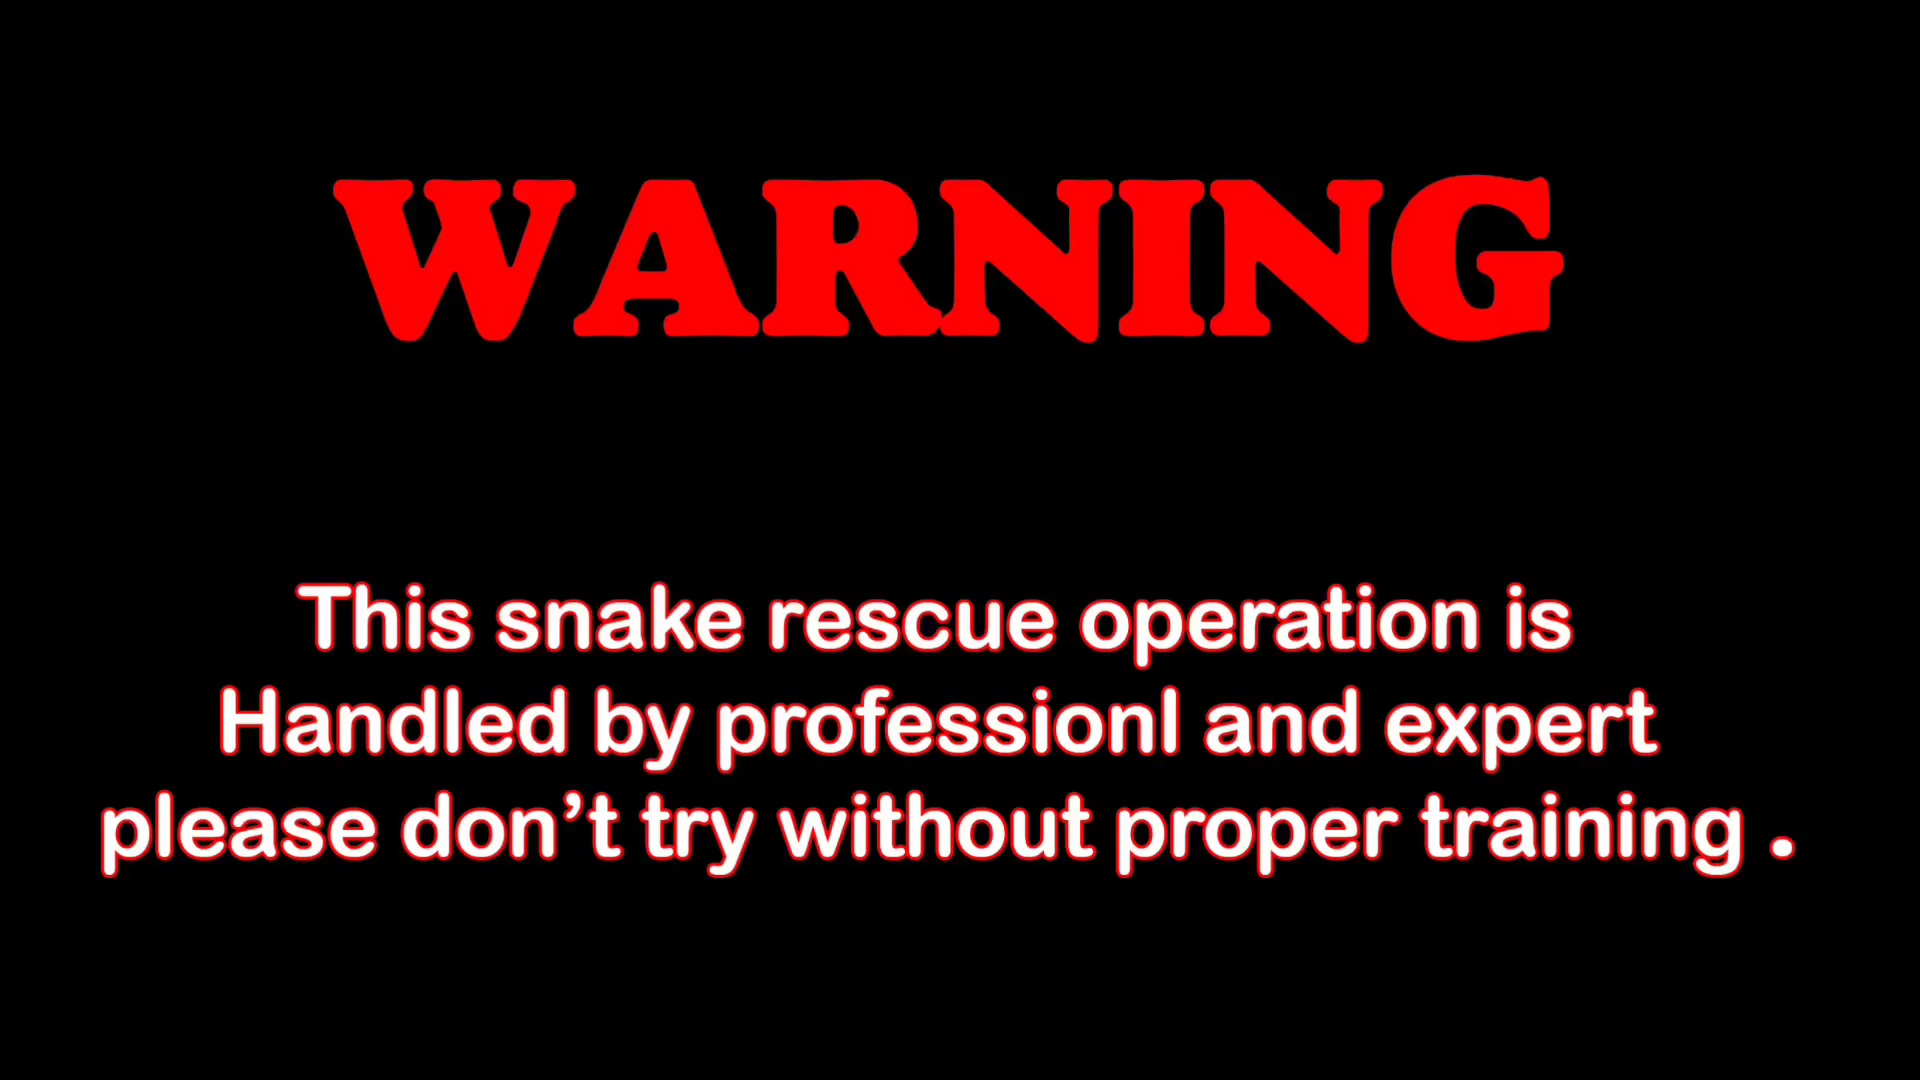 WARNING
This snake rescue operation is
Handled by professionl and expert
please don’t try without proper training .